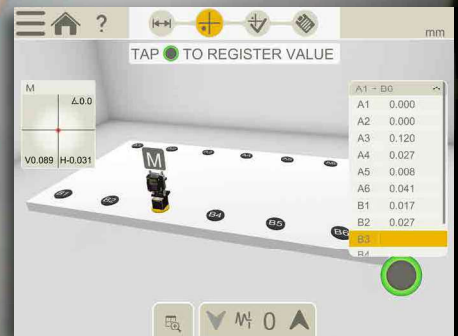 ?
mm
TAP TO REGISTER VALUE
M
∡0.0
V0.089 H-0.031
A1 - B0
A1 0.000
A2 0.000
A3 0.120
A4 0.027
A5 0.008
A6 0.041
B1 0.017
B2 0.027
B3
B4
M
B1
B2
B4
B5
0